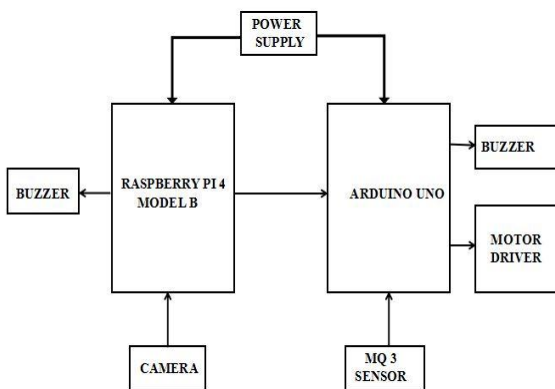 POWER
SUPPLY
BUZZER
RASPBERRY PI 4
MODEL B
ARDUINO UNO
BUZZER
MOTOR
DRIVER
CAMERA
MQ 3
SENSOR